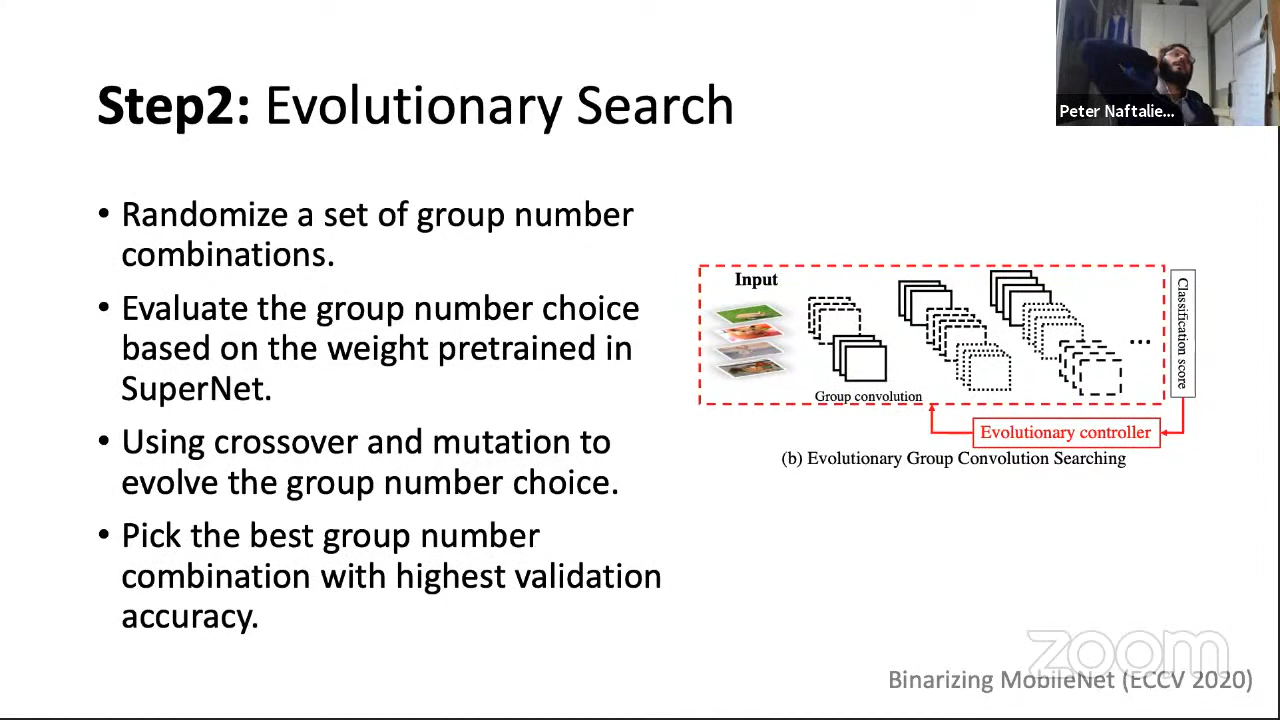 Step2: Evolutionary Search
Peter Naftalie...
• Randomize a set of group number
combinations.
• Evaluate the group number choice
based on the weight pretrained in
SuperNet.
• Using crossover and mutation to
evolve the group number choice.
• Pick the best group number
combination with highest validation
accuracy.
Input
Group convolution
...
Classification score
Evolutionary controller
(b) Evolutionary Group Convolution Searching
zoom
Binarizing MobileNet (ECCV 2020)